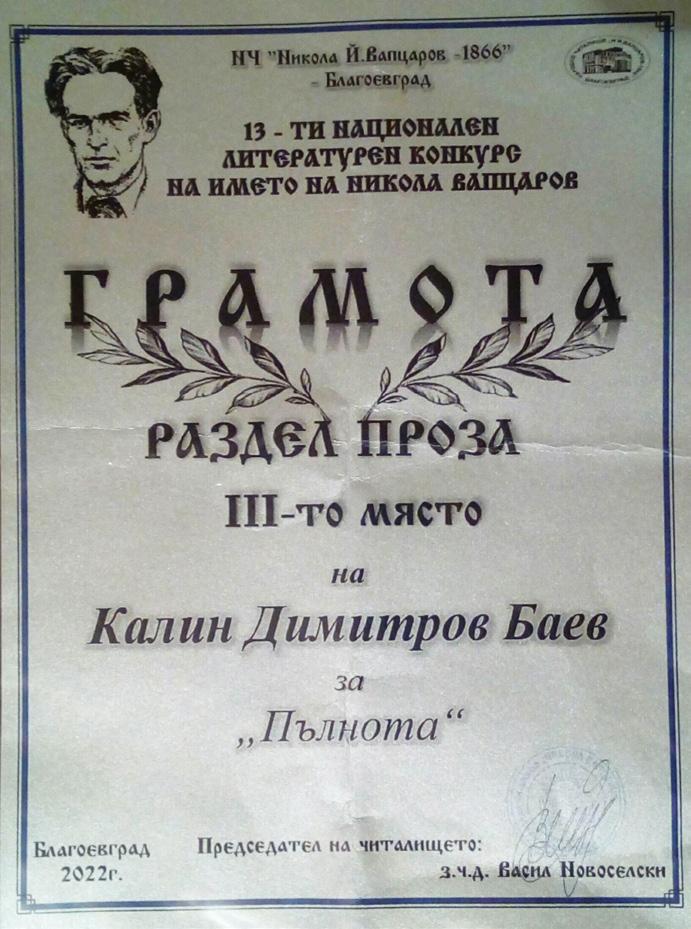 НЧ "Никола Й.Вапцаров -1866"
- Благоевград
13 - ти национален
литературен конкурс
на името на Никола Вапцаров
ГРАМОТА
РАЗДЕЛ ПРОЗА
III-то място
на
Калин Димитров Баев
за
„Пълнота“
Благоевград
2022г.
Председател на читалището:
з.ч.д. Васил Новоселски